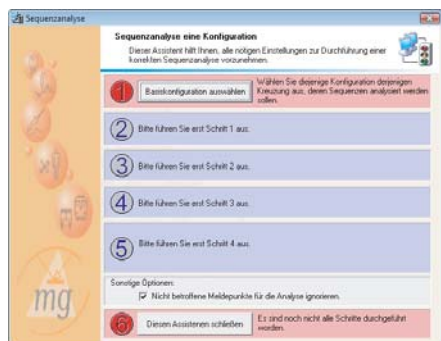 Sequenzanalyse
Sequenzanalyse eine Konfiguration
Dieser Assistent hilft Ihnen, alle nötigen Einstellungen zur Durchführung einer
korrekten Sequenzanalyse vorzunehmen.
1
Basiskonfiguration auswählen
Wählen Sie diejenige Konfiguration derjenigen
Kreuzung aus, deren Sequenzen analysiert werden
sollen.
2
Bitte führen Sie erst Schritt 1 aus.
3
Bitte führen Sie erst Schritt 2 aus.
4
Bitte führen Sie erst Schritt 3 aus.
5
Bitte führen Sie erst Schritt 4 aus.
Sonstige Optionen:
Nicht betroffene Meldepunkte für die Analyse ignorieren.
6
Diesen Assistenten schließen
Es sind noch nicht alle Schritte durchgeführt
worden.
mg